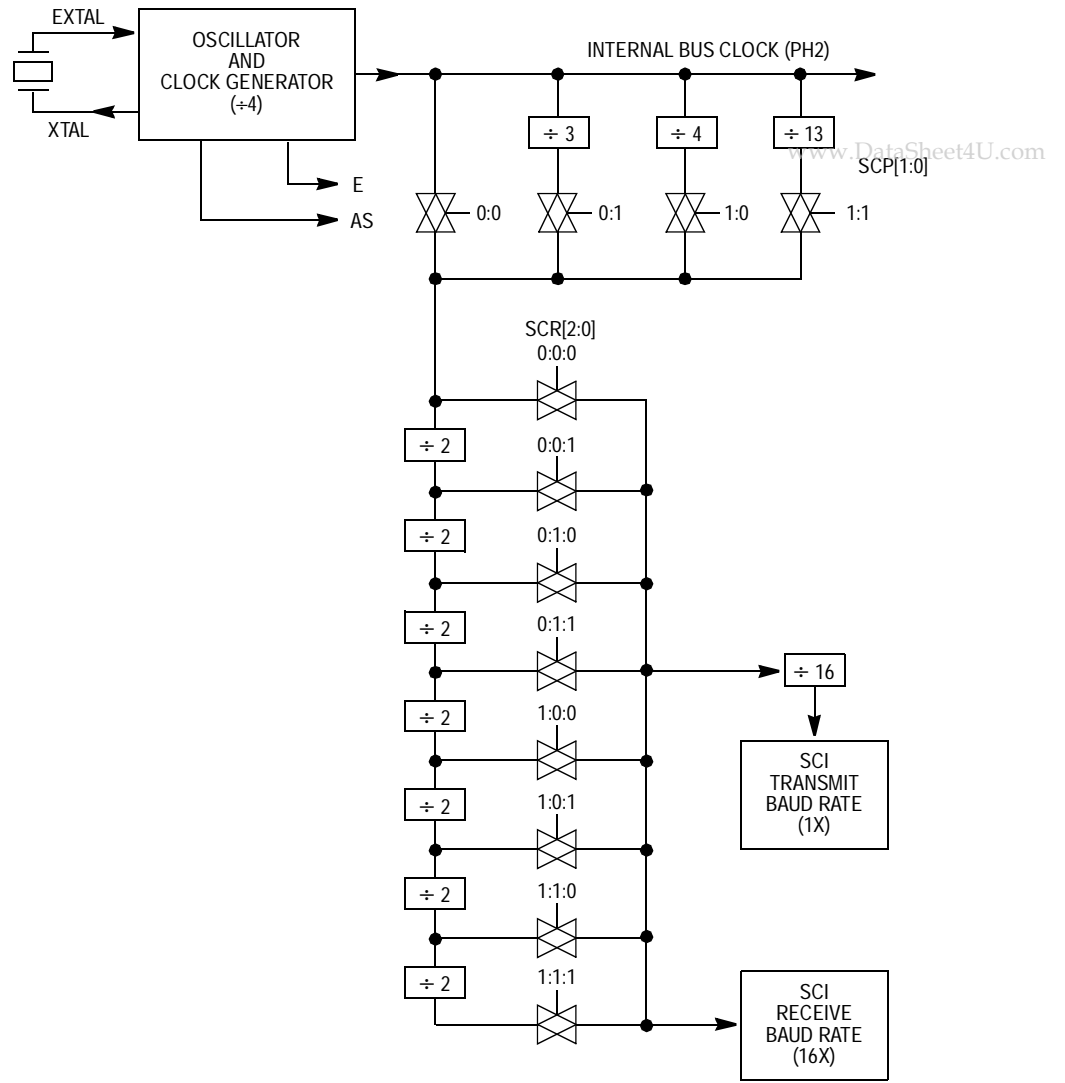 EXTAL
XTAL
OSCILLATOR
AND
CLOCK GENERATOR
(÷4)
E
AS
INTERNAL BUS CLOCK (PH2)
÷ 3
÷ 4
÷ 13
www.DataSheet4U.com
SCP[1:0]
0:0
0:1
1:0
1:1
SCR[2:0]
0:0:0
÷ 2
0:0:1
÷ 2
0:1:0
÷ 2
0:1:1
÷ 16
÷ 2
1:0:0
SCI
TRANSMIT
BAUD RATE
(1X)
÷ 2
1:0:1
÷ 2
1:1:0
÷ 2
1:1:1
SCI
RECEIVE
BAUD RATE
(16X)